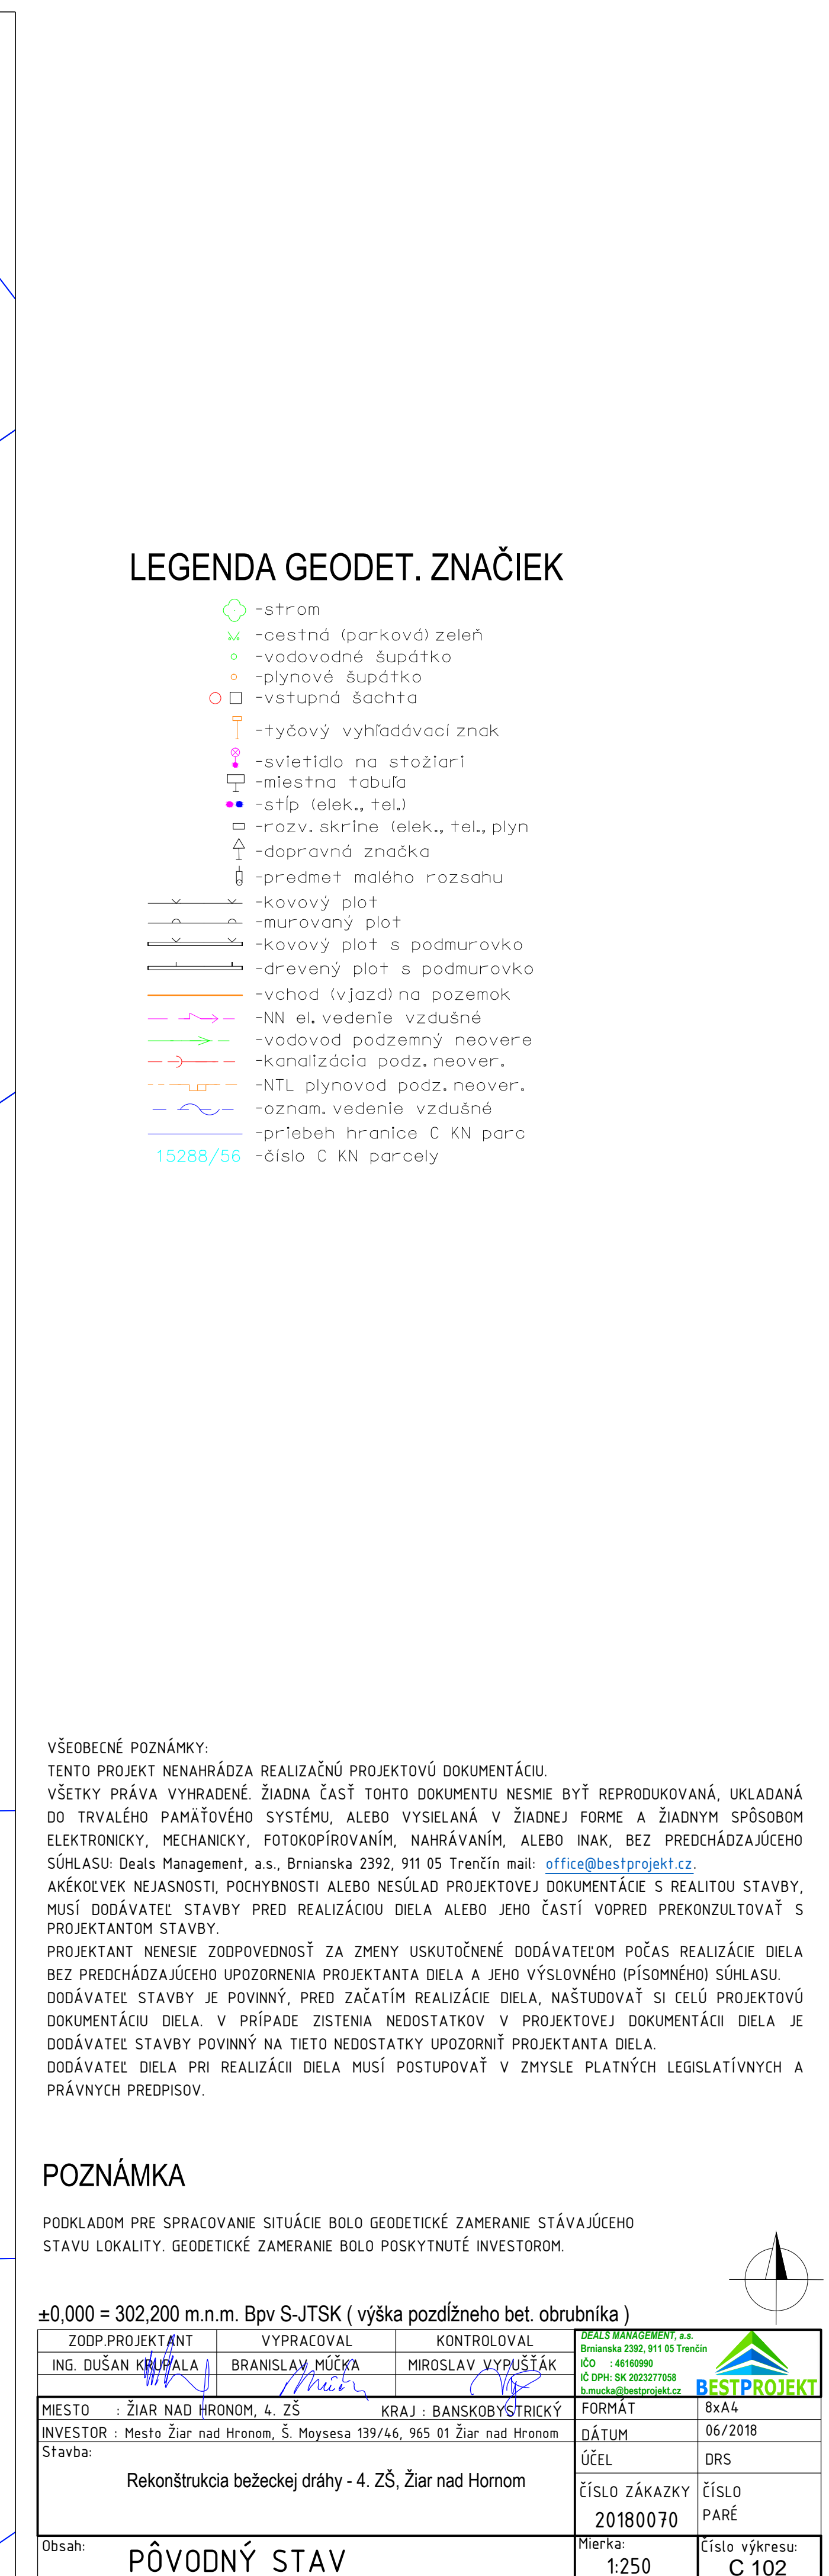 LEGENDA GEODET. ZNAČIEK
-strom
-cestná (parková) zeleň
-vodovodné šupátko
-plynové šupátko
-vstupná šachta
-tyčový vyhľadávací znak
-svietidlo na stožiari
-miestna tabuľa
-stĺp (elek., tel.)
-rozv. skrine (elek., tel., plyn
-dopravná značka
-predmet malého rozsahu
-kovový plot
-murovaný plot
-kovový plot s podmurovko
-drevený plot s podmurovko
-vchod (vjazd) na pozemok
-NN el. vedenie vzdušné
-vodovod podzemný neovere
-kanalizácia podz. neover.
-NTL plynovod podz. neover.
-oznam. vedenie vzdušné
-priebeh hranice C KN parc
15288/56 -číslo C KN parcely
VŠEOBECNÉ POZNÁMKY:
TENTO PROJEKT NENAHRÁDZA REALIZAČNÚ PROJEKTOVÚ DOKUMENTÁCIU.
VŠETKY PRÁVA VYHRADENÉ. ŽIADNA ČASŤ TOHTO DOKUMENTU NESMIE BYŤ REPRODUKOVANÁ, UKLADANÁ
DO TRVALÉHO PAMÄŤOVÉHO SYSTÉMU, ALEBO VYSIELANÁ V ŽIADNEJ FORME A ŽIADNYM SPÔSOBOM
ELEKTRONICKY, MECHANICKY, FOTOKOPÍROVANÍM, NAHRÁVANÍM, ALEBO INAK, BEZ PREDCHÁDZAJÚCEHO
SÚHLASU: Deals Management, a.s., Brnianska 2392, 911 05 Trenčín mail: office@bestprojekt.cz.
AKÉKOĽVEK NEJASNOSTI, POCHYBNOSTI ALEBO NESÚLAD PROJEKTOVEJ DOKUMENTÁCIE S REALITOU STAVBY,
MUSÍ DODÁVATEĽ STAVBY PRED REALIZÁCIOU DIELA ALEBO JEHO ČASTÍ VOPRED PREKONZULTOVAŤ S
PROJEKTANTOM STAVBY.
PROJEKTANT NENESIE ZODPOVEDNOSŤ ZA ZMENY USKUTOČNENÉ DODÁVATEĽOM POČAS REALIZÁCIE DIELA
BEZ PREDCHÁDZAJÚCEHO UPOZORNENIA PROJEKTANTA DIELA A JEHO VÝSLOVNÉHO (PÍSOMNÉHO) SÚHLASU.
DODÁVATEĽ STAVBY JE POVINNÝ, PRED ZAČATÍM REALIZÁCIE DIELA, NAŠTUDOVAŤ SI CELÚ PROJEKTOVÚ
DOKUMENTÁCIU DIELA. V PRÍPADE ZISTENIA NEDOSTATKOV V PROJEKTOVEJ DOKUMENTÁCII DIELA JE
DODÁVATEĽ STAVBY POVINNÝ NA TIETO NEDOSTATKY UPOZORNIŤ PROJEKTANTA DIELA.
DODÁVATEĽ DIELA PRI REALIZÁCII DIELA MUSÍ POSTUPOVAŤ V ZMYSLE PLATNÝCH LEGISLATÍVNYCH A
PRÁVNYCH PREDPISOV.
POZNÁMKA
PODKLADOM PRE SPRACOVANIE SITUÁCIE BOLO GEODETICKÉ ZAMERANIE STÁVAJÚCEHO
STAVU LOKALITY. GEODETICKÉ ZAMERANIE BOLO POSKYTNUTÉ INVESTOROM.
±0,000 = 302,200 m.n.m. Bpv S-JTSK ( výška pozdĺžneho bet. obrubníka )
ZODP.PROJEKTANT VYPRACOVAL KONTROLOVAL
ING. DUŠAN KRUPALA BRANISLAV MÚČKA MIROSLAV VYPUŠŤÁK
DEALS MANAGEMENT, a.s.
Brnianska 2392, 911 05 Trenčín
IČO : 46160990
IČ DPH: SK 2023277058
b.mucka@bestprojekt.cz
BESTPROJEKT
MIESTO : ŽIAR NAD HRONOM, 4. ZŠ KRAJ : BANSKOBYSTRICKÝ
INVESTOR : Mesto Žiar nad Hronom, Š. Moysesa 139/46, 965 01 Žiar nad Hronom
Stavba:
Rekonštrukcia bežeckej dráhy - 4. ZŠ, Žiar nad Hornom
FORMÁT 8xA4
DÁTUM 06/2018
ÚČEL DRS
ČÍSLO ZÁKAZKY ČÍSLO
20180070 PARÉ
Obsah:
PÔVODNÝ STAV
Mierka:
1:250
Číslo výkresu:
C 102